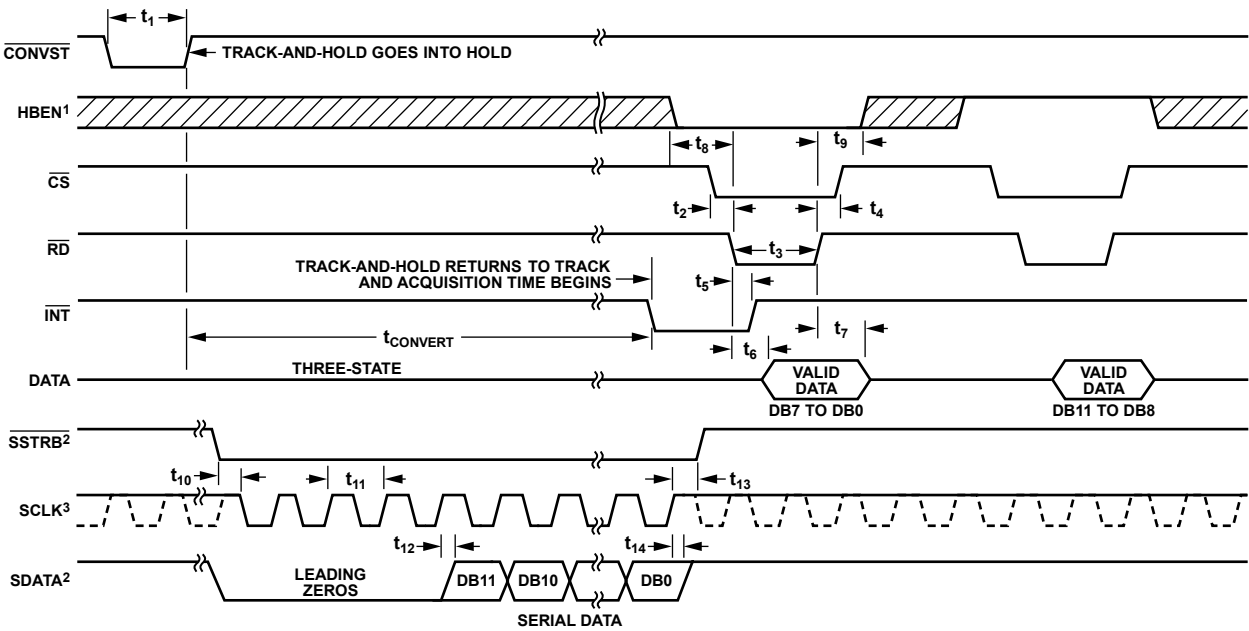 t1
CONVST
TRACK-AND-HOLD GOES INTO HOLD
HBEN1
t8
t9
CS
t2
t4
RD
t3
TRACK-AND-HOLD RETURNS TO TRACK
AND ACQUISITION TIME BEGINS
t5
INT
tCONVERT
t7
t6
DATA
THREE-STATE
VALID
DATA
VALID
DATA
DB7 TO DB0
DB11 TO DB8
SSTRB2
t10
t11
t13
SCLK3
t12
t14
SDATA2
LEADING
ZEROS
DB11
DB10
DB0
SERIAL DATA